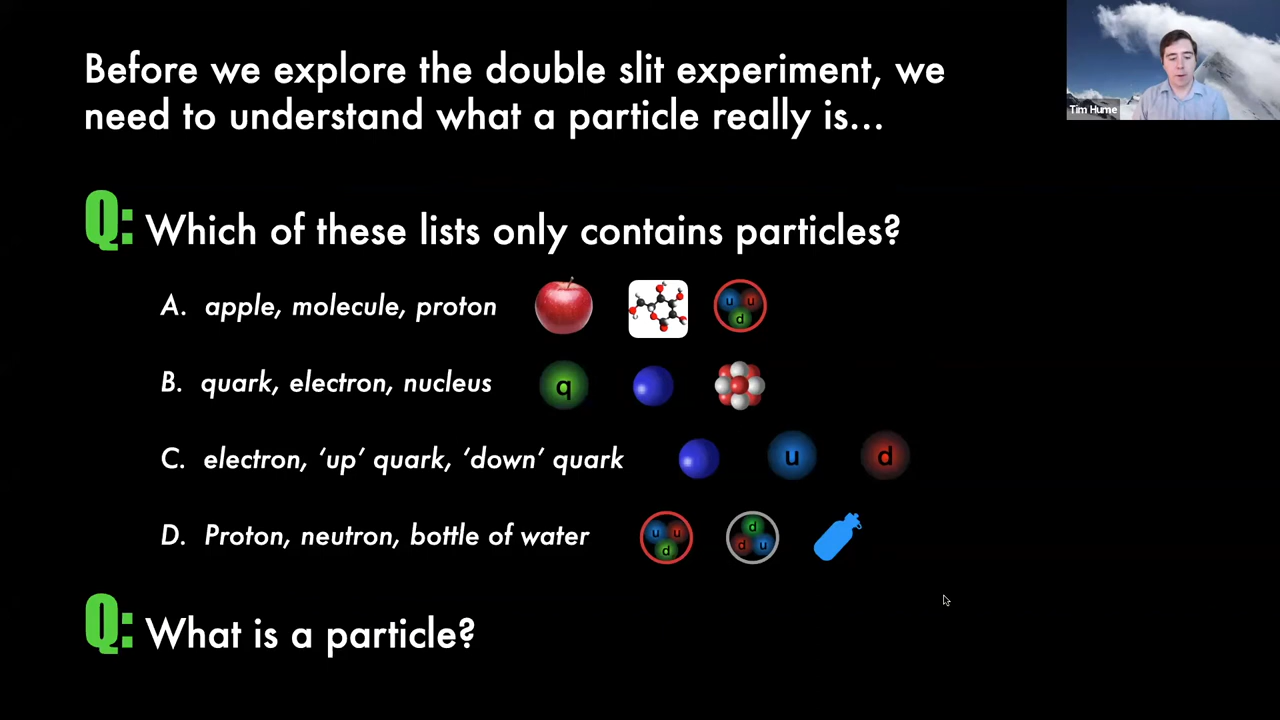 Before we explore the double slit experiment, we
need to understand what a particle really is...
Tim Hume
Q: Which of these lists only contains particles?
A. apple, molecule, proton
u u d
B. quark, electron, nucleus
q
C. electron, ‘up’ quark, ‘down’ quark
u d
D. Proton, neutron, bottle of water
u u d
d d u
Q: What is a particle?